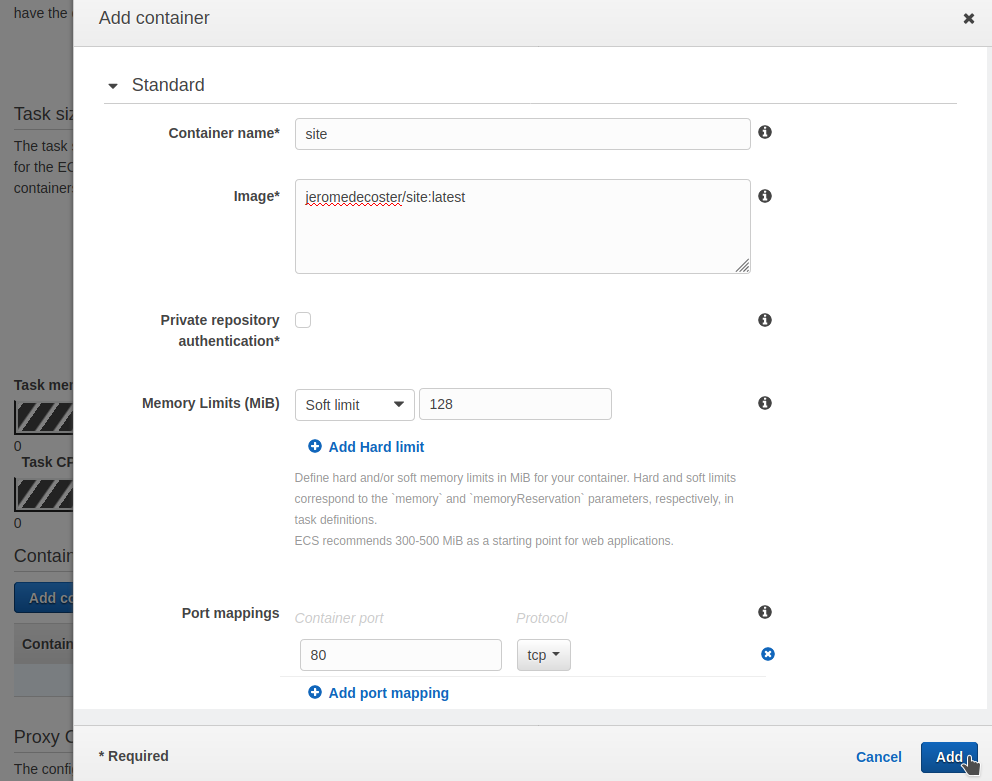 have the
Add container
Standard
Task siz
Container name*
site
The task
for the EC
container
Image*
jeromedecoster/site:latest
Private repository
authentication*
Task mem
Memory Limits (MiB)
Soft limit
128
0
Add Hard limit
Task CP
Define hard and/or soft memory limits in MiB for your container. Hard and soft limits
correspond to the `memory` and `memoryReservation` parameters, respectively, in
task definitions.
0
ECS recommends 300-500 MiB as a starting point for web applications.
Contain
Add co
Port mappings
Container port
Protocol
Contain
80
tcp
Add port mapping
Proxy C
* Required
Cancel
Add
The confi